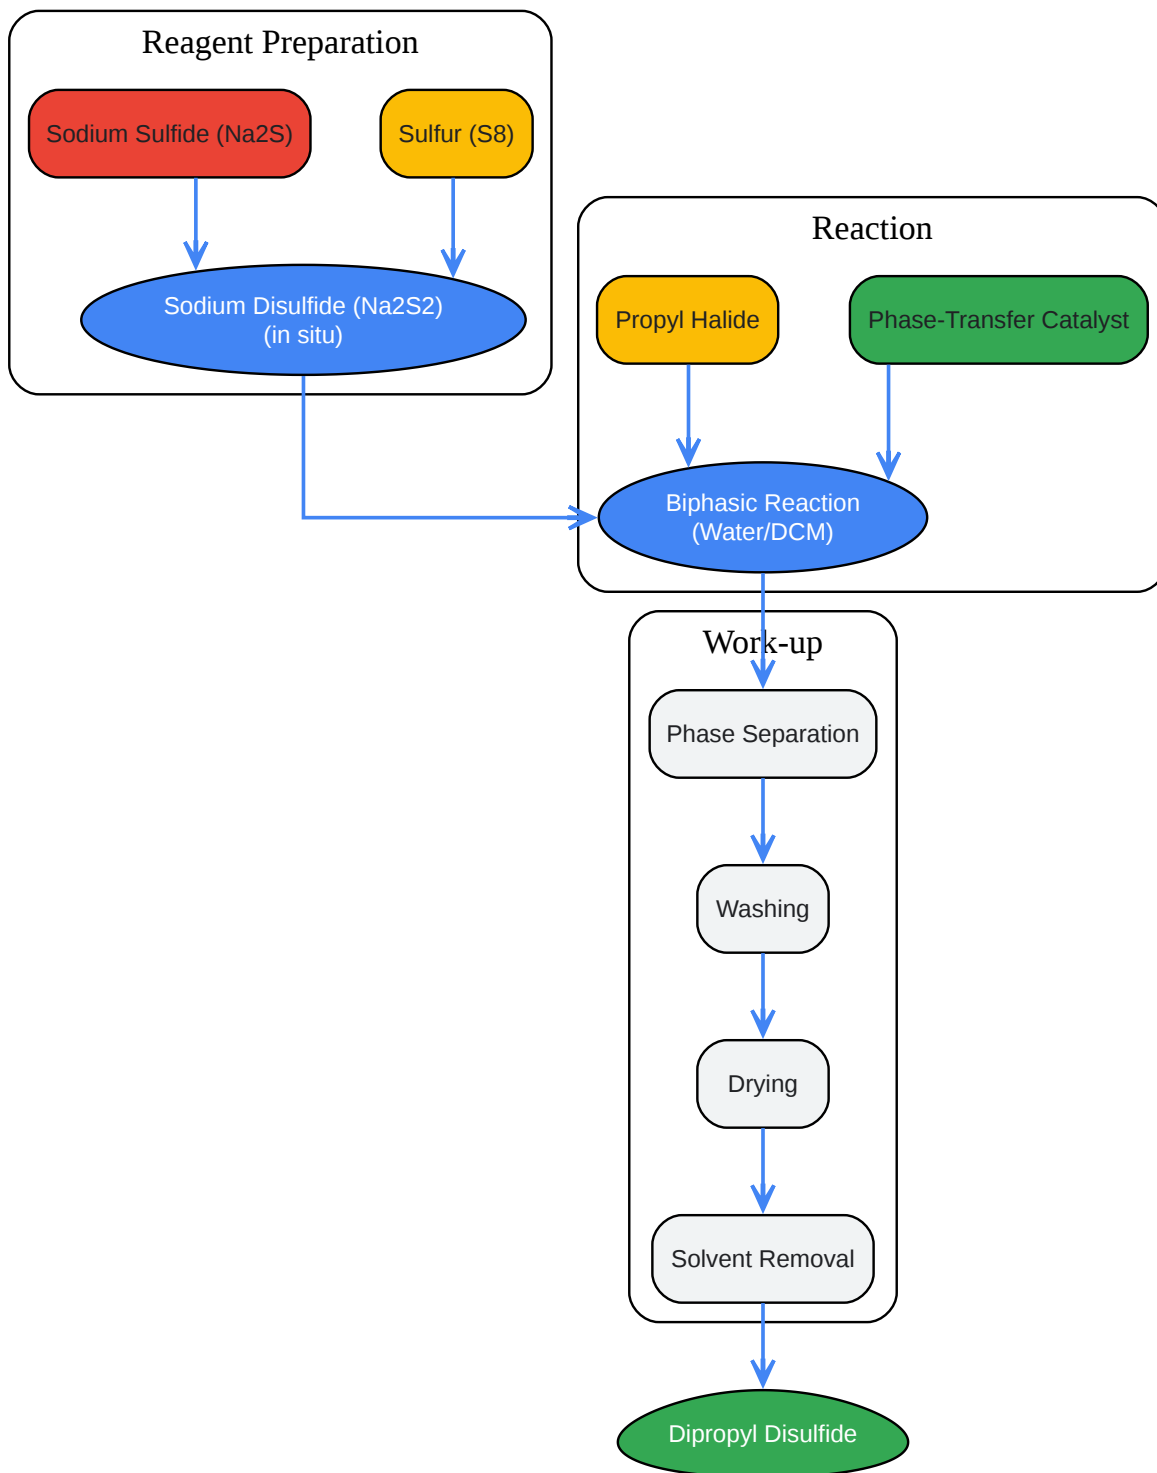 Reagent Preparation
Sodium Sulfide (Na2S)
Sulfur (S8)
Sodium Disulfide (Na2S2)
(in situ)
Reaction
Propyl Halide
Phase-Transfer Catalyst
Biphasic Reaction
(Water/DCM)
Work-up
Phase Separation
Washing
Drying
Solvent Removal
Dipropyl Disulfide